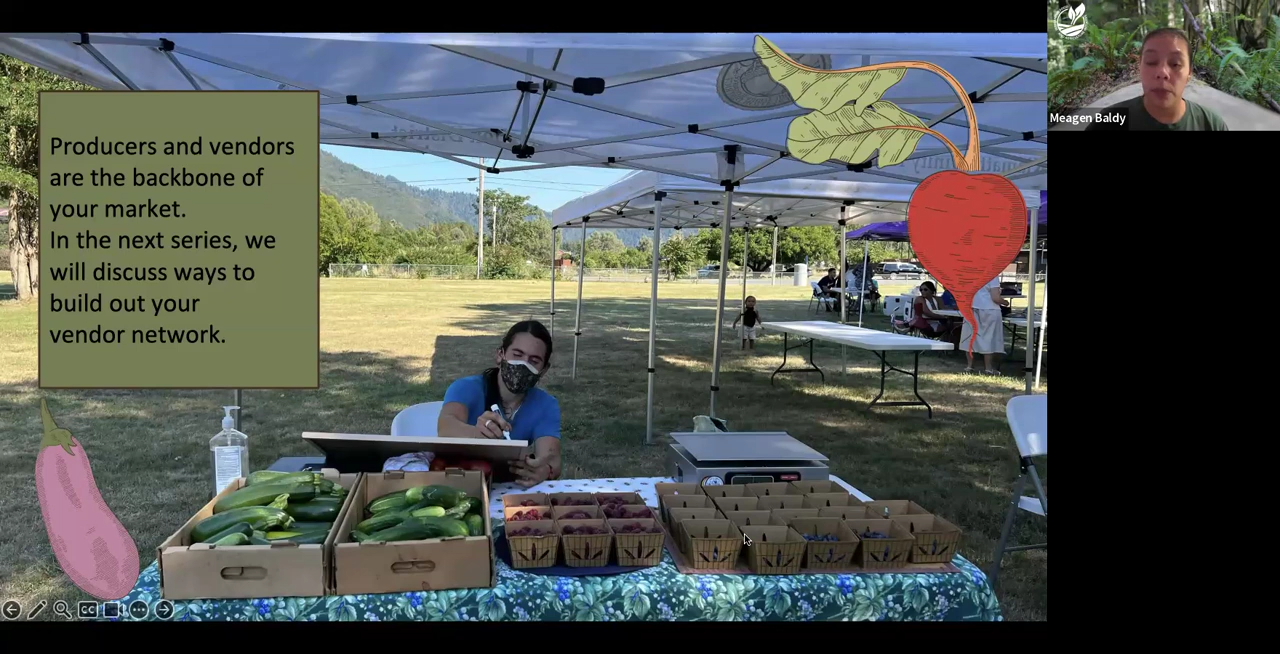 Producers and vendors
are the backbone of
your market.
In the next series, we
will discuss ways to
build out your
vendor network.
Meagen Baldy
CC